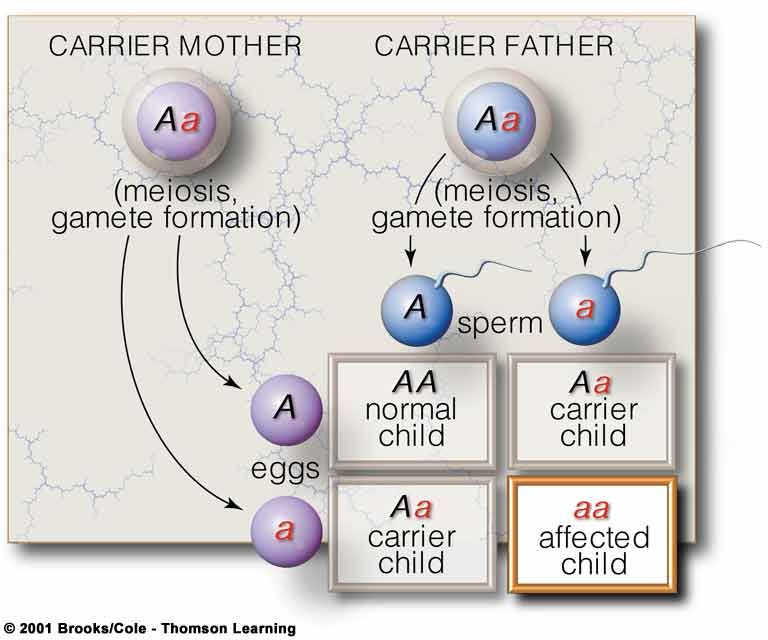 CARRIER MOTHER
CARRIER FATHER
Aa
Aa
(meiosis,
gamete formation)
(meiosis,
gamete formation)
A
sperm
a
A
AA
normal
child
Aa
carrier
child
eggs
a
Aa
carrier
child
aa
affected
child
© 2001 Brooks/Cole - Thomson Learning